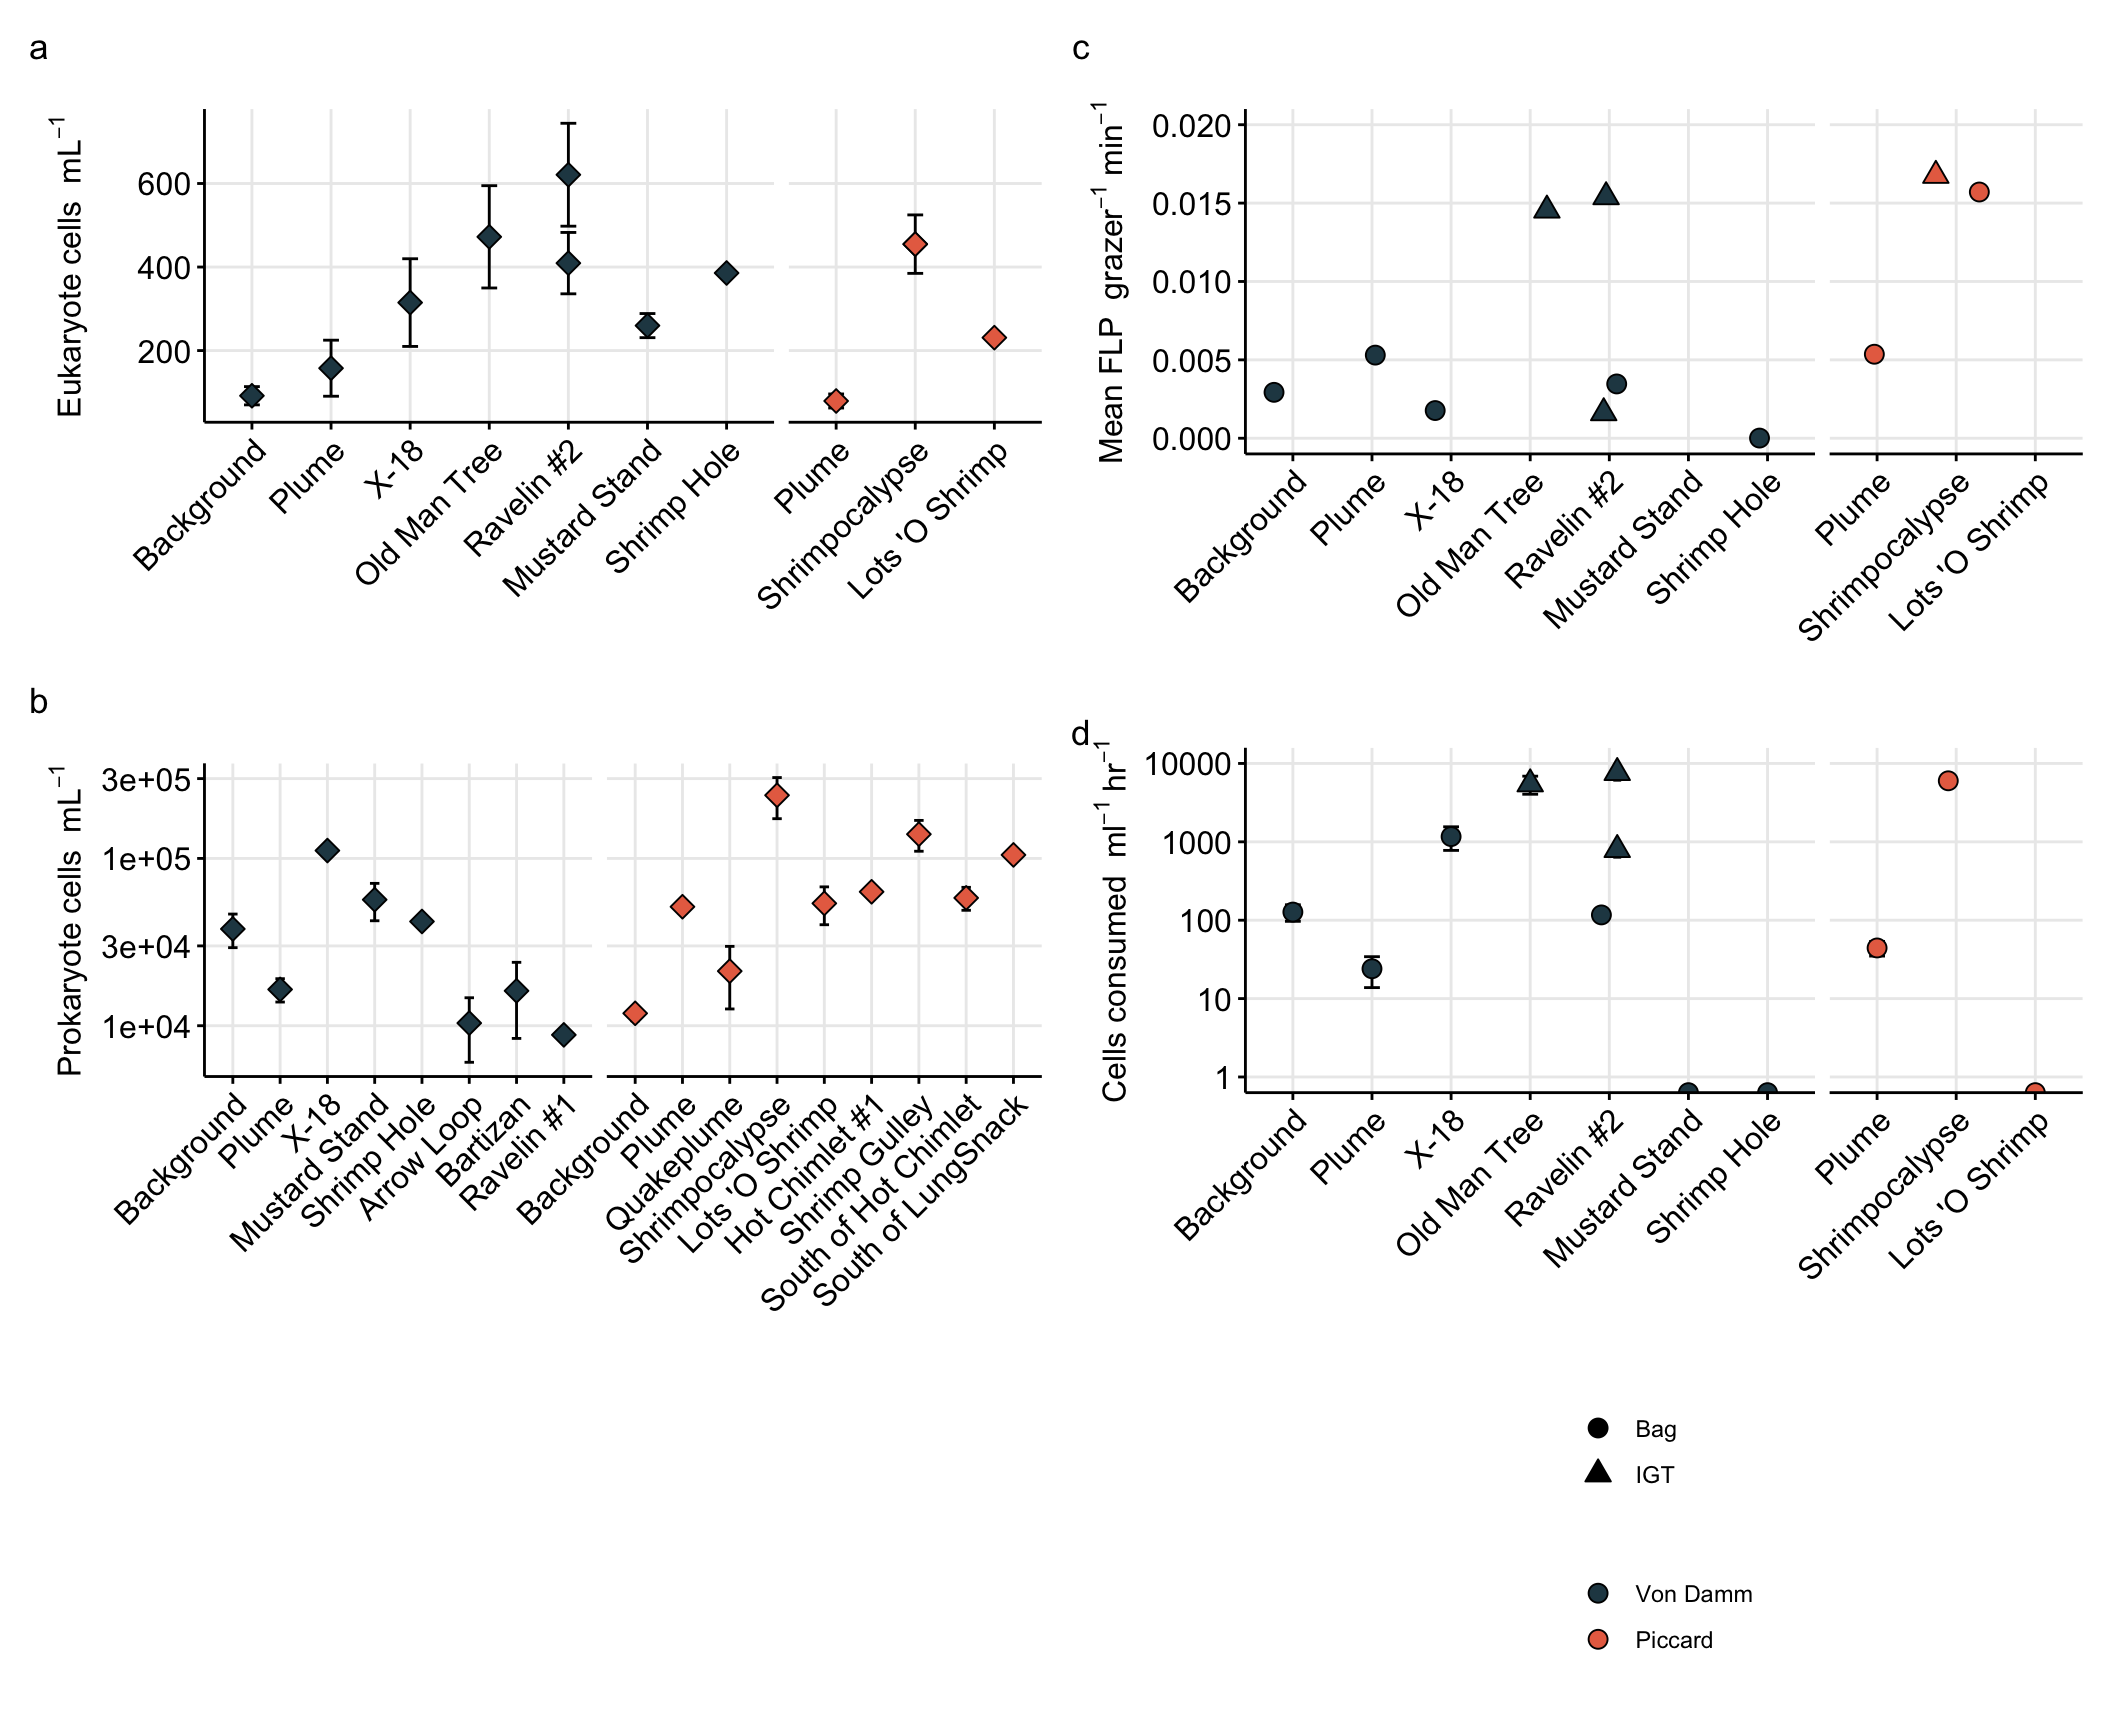 a
Eukaryote cells mL⁻¹
600
400
200
Background
Plume
X-18
Old Man Tree
Ravelin #2
Mustard Stand
Shrimp Hole
Plume
Shrimpocalypse
Lots 'O Shrimp
b
Prokaryote cells mL⁻¹
3e+05
1e+05
3e+04
1e+04
Background
Plume
X-18
Mustard Stand
Shrimp Hole
Arrow Loop
Bartizan
Ravelin #1
Background
Plume
Quakeplume
Shrimpocalypse
Lots 'O Shrimp
Hot Chimlet #1
Shrimp Gulley
South of Hot Chimlet
South of LungSnack
c
Mean FLP grazer⁻¹ min⁻¹
0.020
0.015
0.010
0.005
0.000
Background
Plume
X-18
Old Man Tree
Ravelin #2
Mustard Stand
Shrimp Hole
Plume
Shrimpocalypse
Lots 'O Shrimp
d
Cells consumed ml⁻¹ hr⁻¹
10000
1000
100
10
1
Background
Plume
X-18
Old Man Tree
Ravelin #2
Mustard Stand
Shrimp Hole
Plume
Shrimpocalypse
Lots 'O Shrimp
Bag
IGT
Von Damm
Piccard